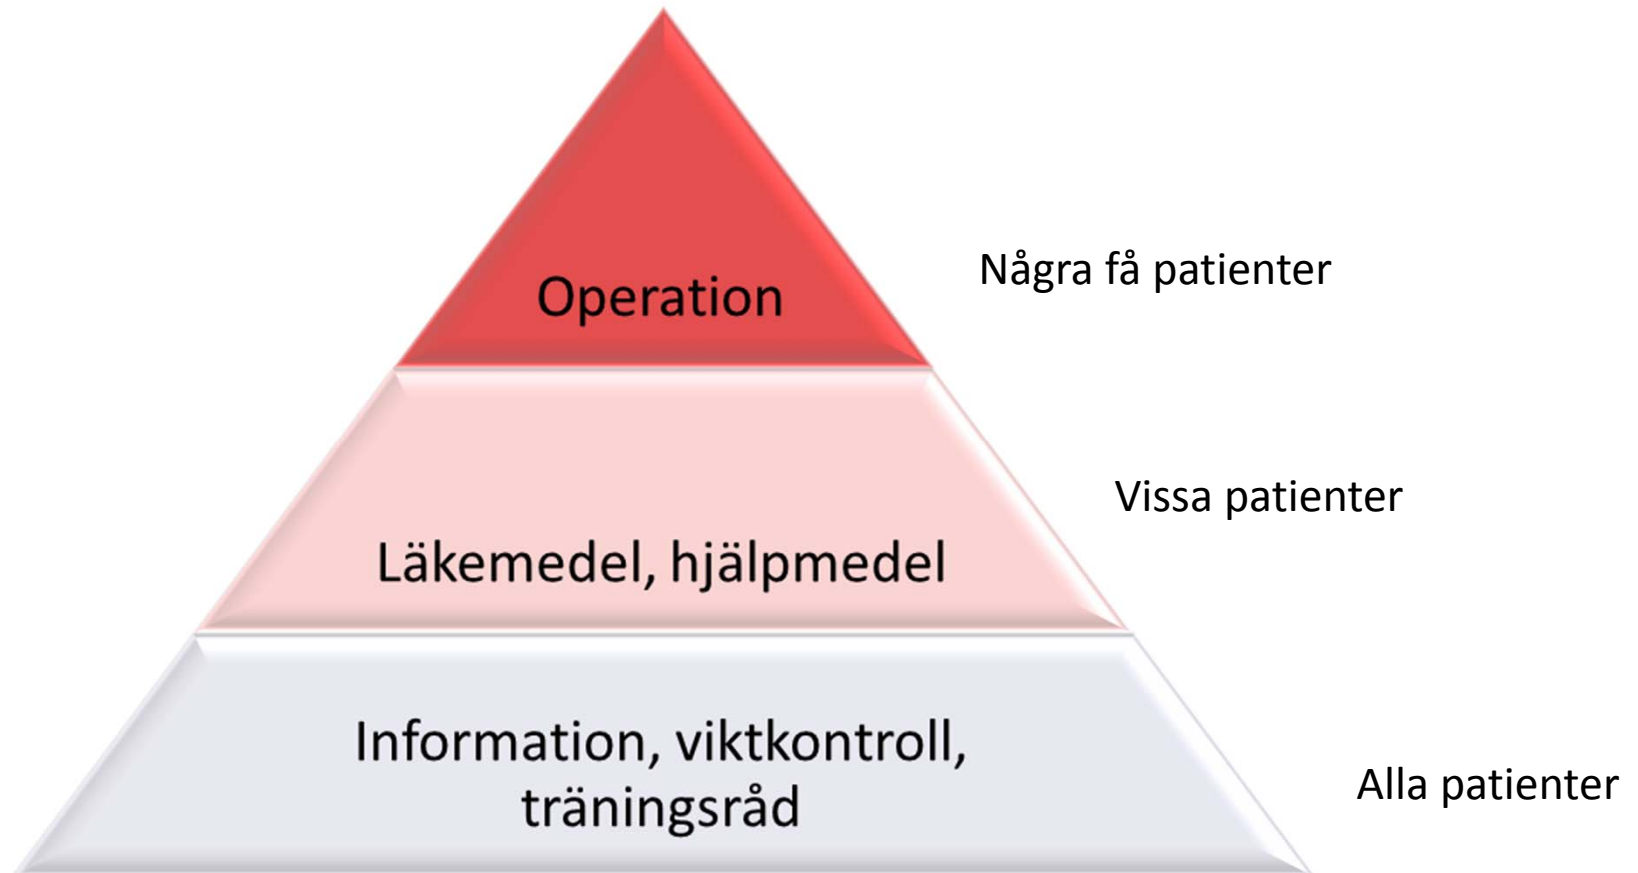 Operation
Några få patienter
Läkemedel, hjälpmedel
Vissa patienter
Information, viktkontroll,
träningsråd
Alla patienter